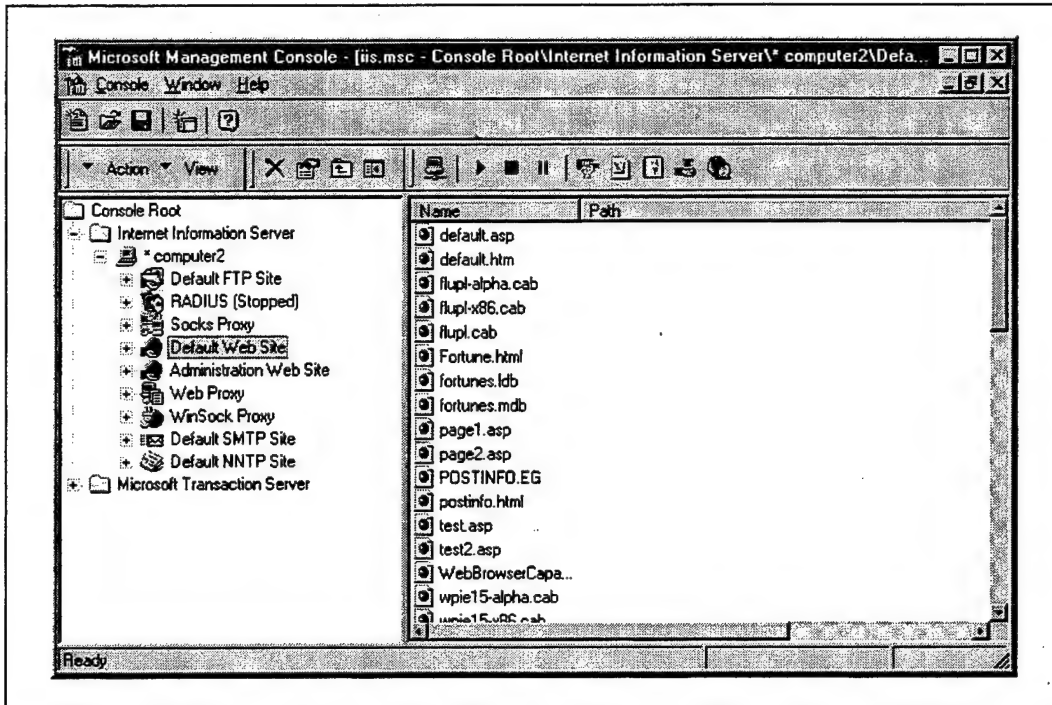 Microsoft Management Console - [iis.msc - Console Root\Internet Information Server\* computer2\Defa...
Console Window Help
Action View
Console Root
Internet Information Server
* computer2
Default FTP Site
RADIUS (Stopped)
Socks Proxy
Default Web Site
Administration Web Site
Web Proxy
WinSock Proxy
Default SMTP Site
Default NNTP Site
Microsoft Transaction Server
Name Path
default.asp
default.htm
flupl-alpha.cab
flupl-x86.cab
flupl.cab
Fortune.html
fortunes.ldb
fortunes.mdb
page1.asp
page2.asp
POSTINFO.EG
postinfo.html
test.asp
test2.asp
WebBrowserCapa...
wpie15-alpha.cab
wpie15-x86.cab
Ready